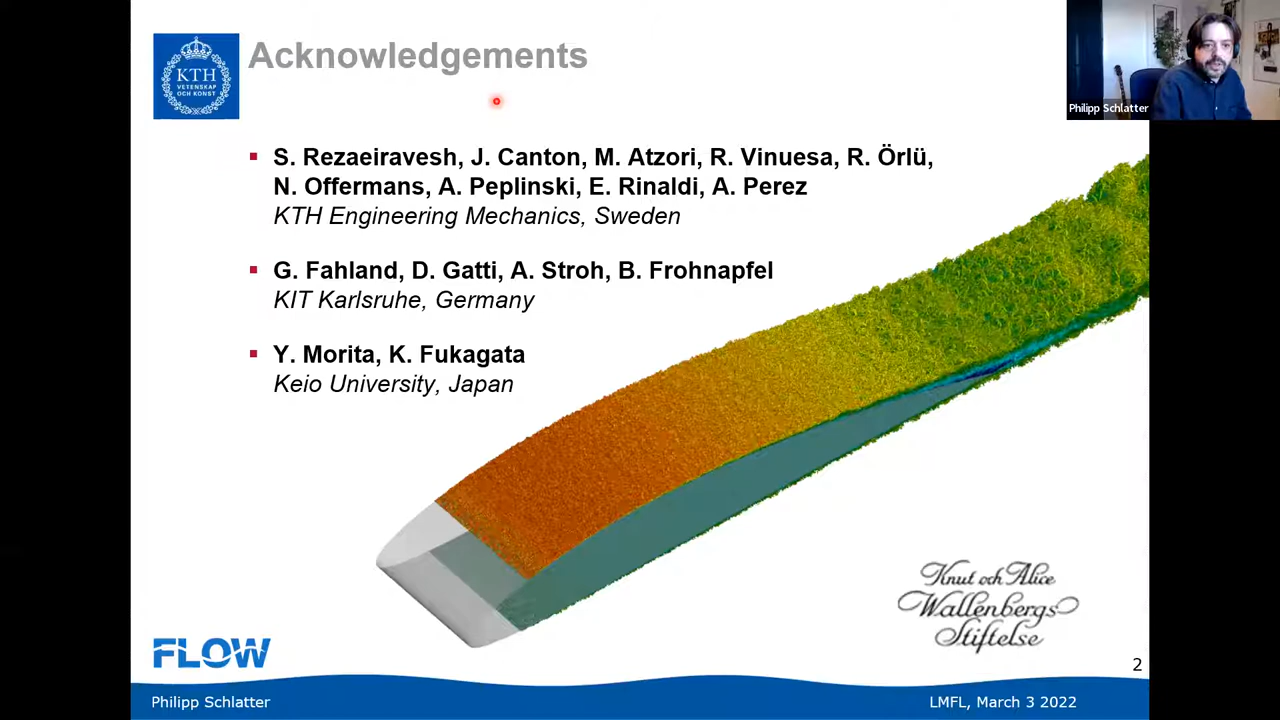 KTH
VETENSKAP
OCH KONST
Acknowledgements
Philipp Schlatter
▪ S. Rezaeiravesh, J. Canton, M. Atzori, R. Vinuesa, R. Örlü,
N. Offermans, A. Peplinski, E. Rinaldi, A. Perez
KTH Engineering Mechanics, Sweden
▪ G. Fahland, D. Gatti, A. Stroh, B. Frohnapfel
KIT Karlsruhe, Germany
▪ Y. Morita, K. Fukagata
Keio University, Japan
Knut och Alice
Wallenbergs
Stiftelse
FLOW
2
Philipp Schlatter
LMFL, March 3 2022